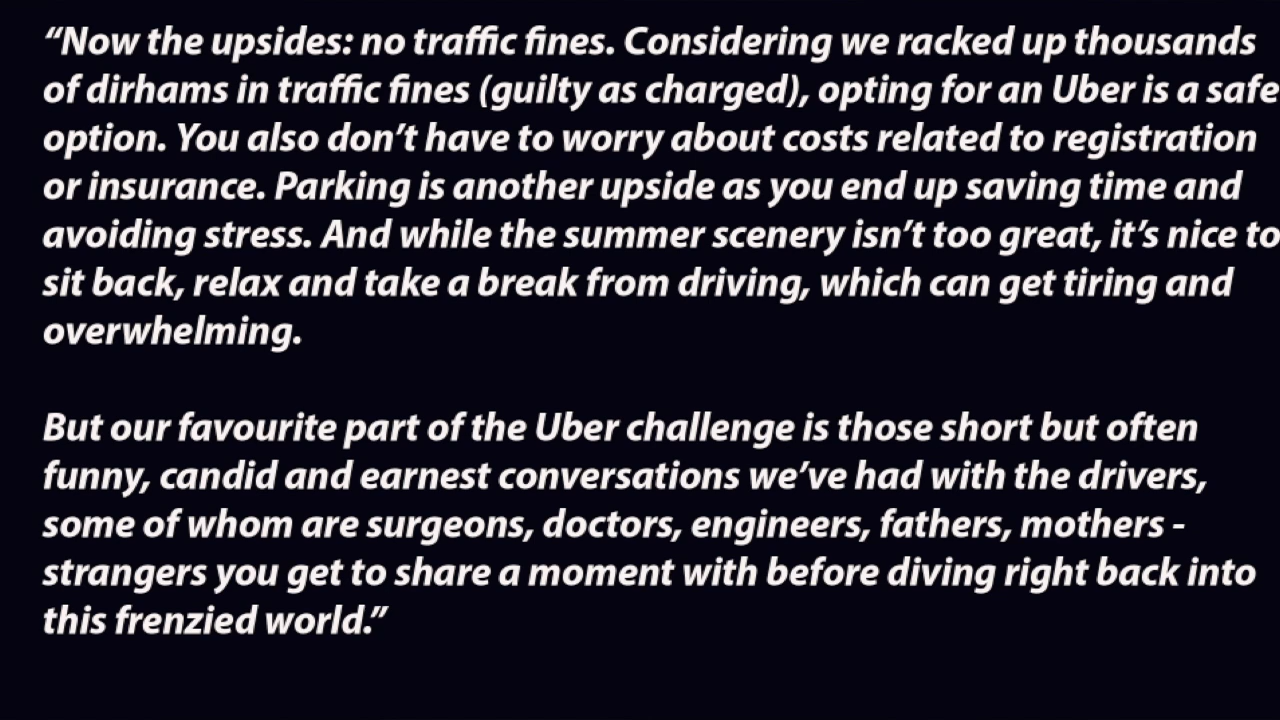 “Now the upsides: no traffic fines. Considering we racked up thousands
of dirhams in traffic fines (guilty as charged), opting for an Uber is a safe
option. You also don’t have to worry about costs related to registration
or insurance. Parking is another upside as you end up saving time and
avoiding stress. And while the summer scenery isn’t too great, it’s nice to
sit back, relax and take a break from driving, which can get tiring and
overwhelming.
But our favourite part of the Uber challenge is those short but often
funny, candid and earnest conversations we’ve had with the drivers,
some of whom are surgeons, doctors, engineers, fathers, mothers -
strangers you get to share a moment with before diving right back into
this frenzied world.”